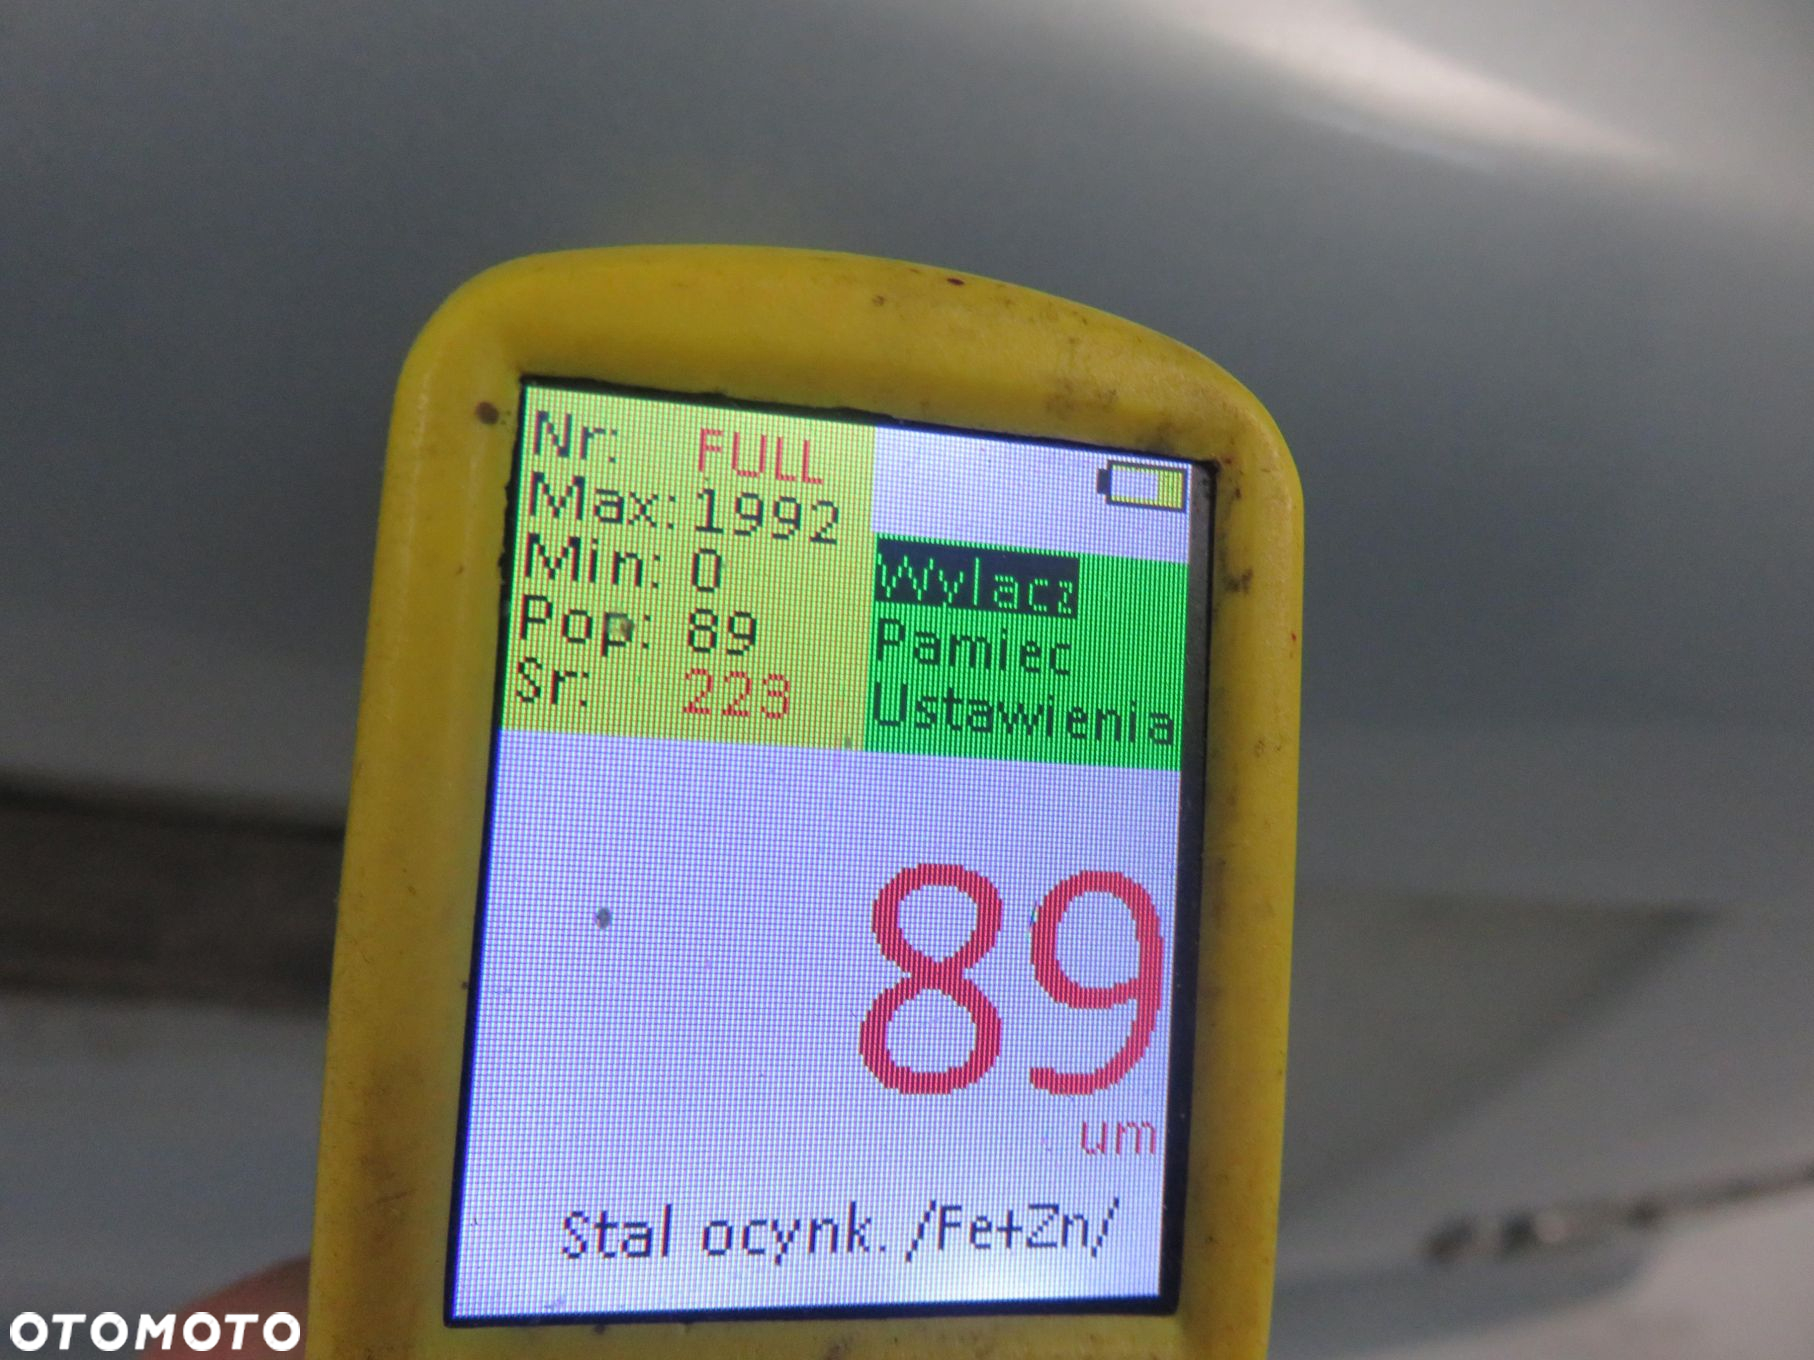 Nr: FULL
Max: 1992
Min: 0
Pop: 89
Sr: 223
Wylacz
Pamiec
Ustawienia
89
um
Stal ocynk. /Fe+Zn/
OTOMOTO